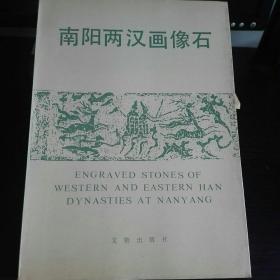 南阳两汉画像石
ENGRAVED STONES OF
WESTERN AND EASTERN HAN
DYNASTIES AT NANYANG
文物出版社